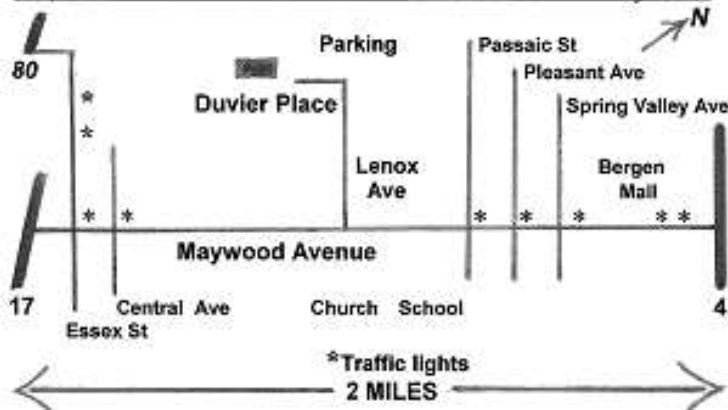 N
80
Parking
Passaic St
Pleasant Ave
Duvier Place
Spring Valley Ave
*
*
Lenox
Ave
Bergen
Mall
* * * * * * *
Maywood Avenue
17
Central Ave
Church School
4
Essex St
*Traffic lights
2 MILES